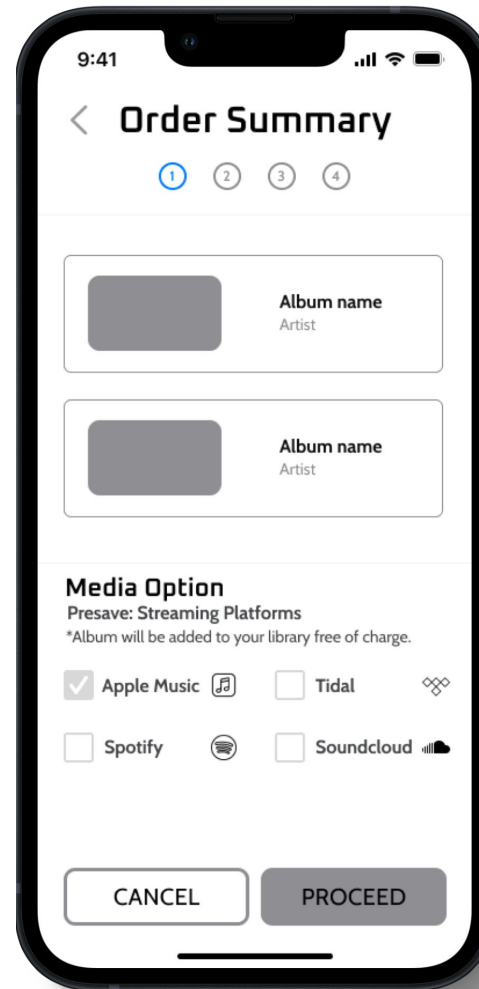 9:41
Order Summary
1 2 3 4
Album name
Artist
Album name
Artist
Media Option
Presave: Streaming Platforms
*Album will be added to your library free of charge.
Apple Music Tidal
Spotify Soundcloud
CANCEL PROCEED